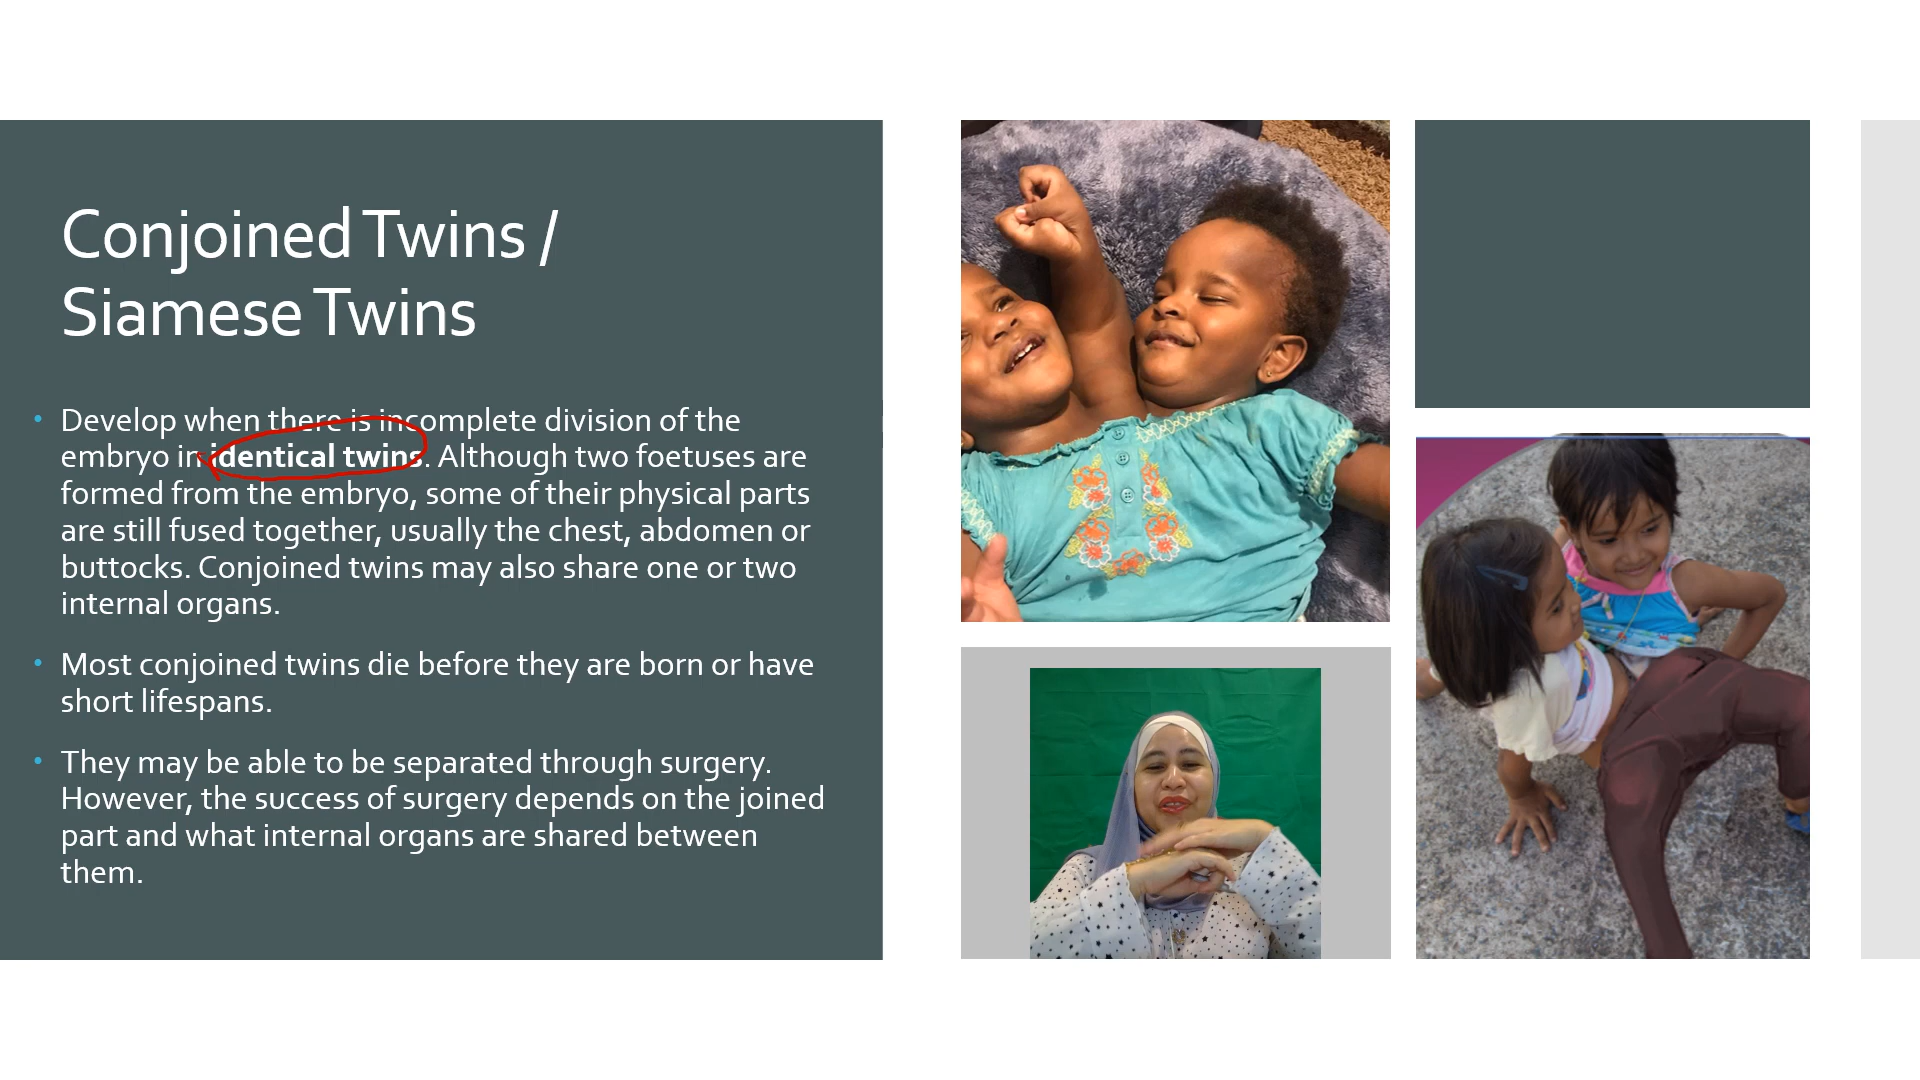 Conjoined Twins /
Siamese Twins
• Develop when there is incomplete division of the
embryo in identical twins. Although two foetuses are
formed from the embryo, some of their physical parts
are still fused together, usually the chest, abdomen or
buttocks. Conjoined twins may also share one or two
internal organs.
• Most conjoined twins die before they are born or have
short lifespans.
• They may be able to be separated through surgery.
However, the success of surgery depends on the joined
part and what internal organs are shared between
them.